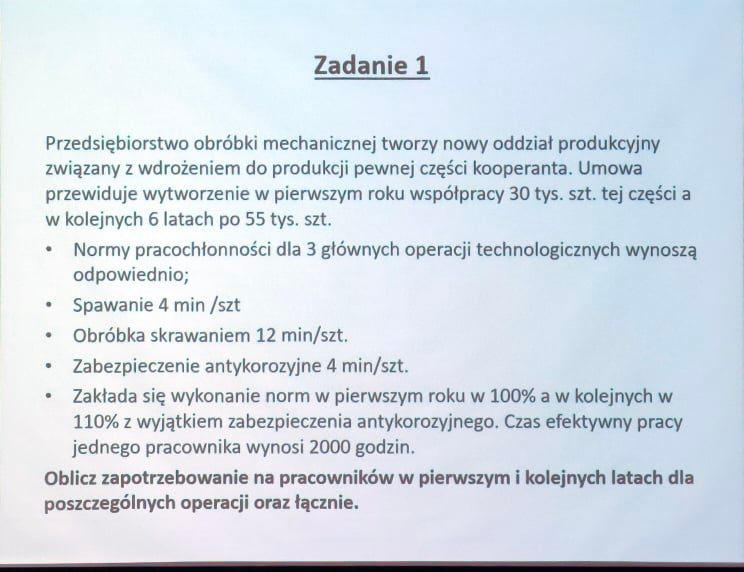 Zadanie 1
Przedsiębiorstwo obróbki mechanicznej tworzy nowy oddział produkcyjny
związany z wdrożeniem do produkcji pewnej części kooperanta. Umowa
przewiduje wytworzenie w pierwszym roku współpracy 30 tys. szt. tej części a
w kolejnych 6 latach po 55 tys. szt.
• Normy pracochłonności dla 3 głównych operacji technologicznych wynoszą
odpowiednio;
• Spawanie 4 min /szt
• Obróbka skrawaniem 12 min/szt.
• Zabezpieczenie antykorozyjne 4 min/szt.
• Zakłada się wykonanie norm w pierwszym roku w 100% a w kolejnych w
110% z wyjątkiem zabezpieczenia antykorozyjnego. Czas efektywny pracy
jednego pracownika wynosi 2000 godzin.
Oblicz zapotrzebowanie na pracowników w pierwszym i kolejnych latach dla
poszczególnych operacji oraz łącznie.